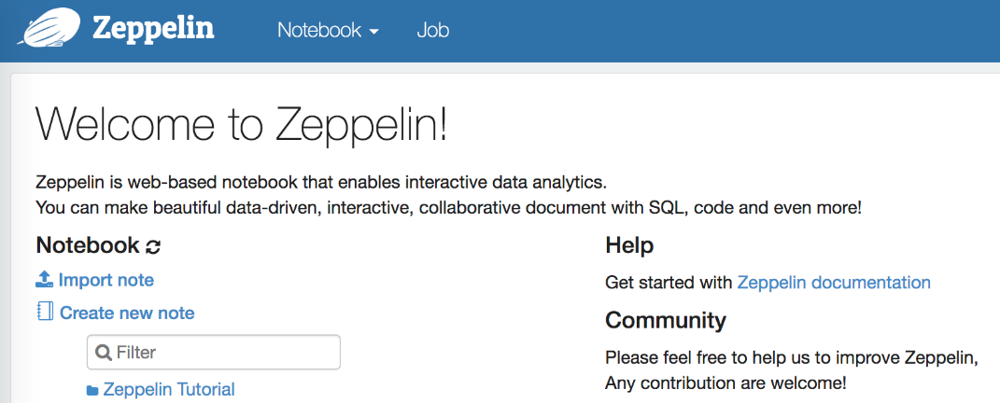 Zeppelin
Notebook
Job
Welcome to Zeppelin!
Zeppelin is web-based notebook that enables interactive data analytics.
You can make beautiful data-driven, interactive, collaborative document with SQL, code and even more!
Notebook
Import note
Create new note
Filter
Zeppelin Tutorial
Help
Get started with Zeppelin documentation
Community
Please feel free to help us to improve Zeppelin,
Any contribution are welcome!